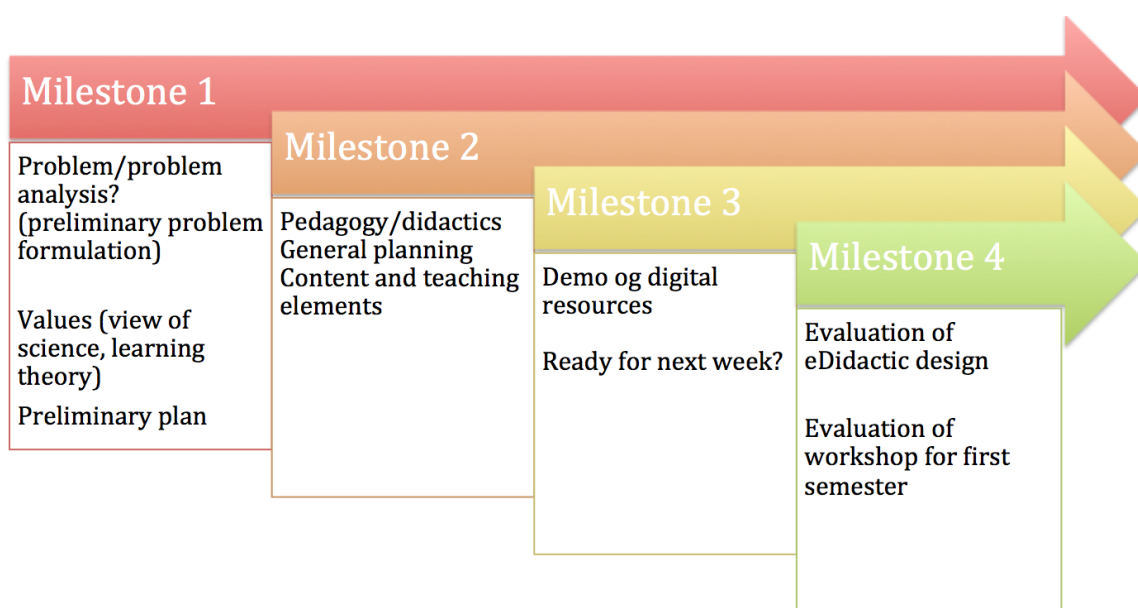 Milestone 1
Problem/problem
analysis?
(preliminary problem
formulation)
Values (view of
science, learning
theory)
Preliminary plan
Milestone 2
Pedagogy/didactics
General planning
Content and teaching
elements
Milestone 3
Demo og digital
resources
Ready for next week?
Milestone 4
Evaluation of
eDidactic design
Evaluation of
workshop for first
semester